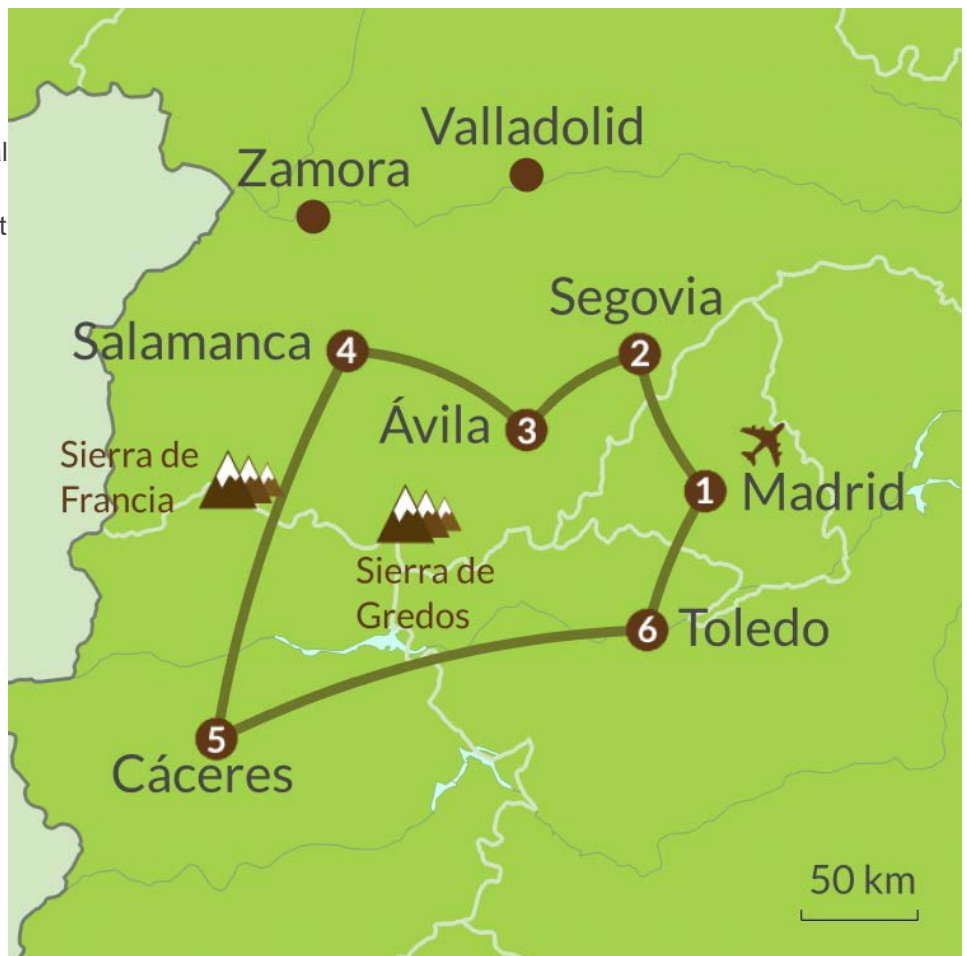 Valladolid
Zamora
Segovia
Salamanca
4
2
Ávila
3
Sierra de
Francia
1
Madrid
Sierra de
Gredos
6
Toledo
5
Cáceres
50 km